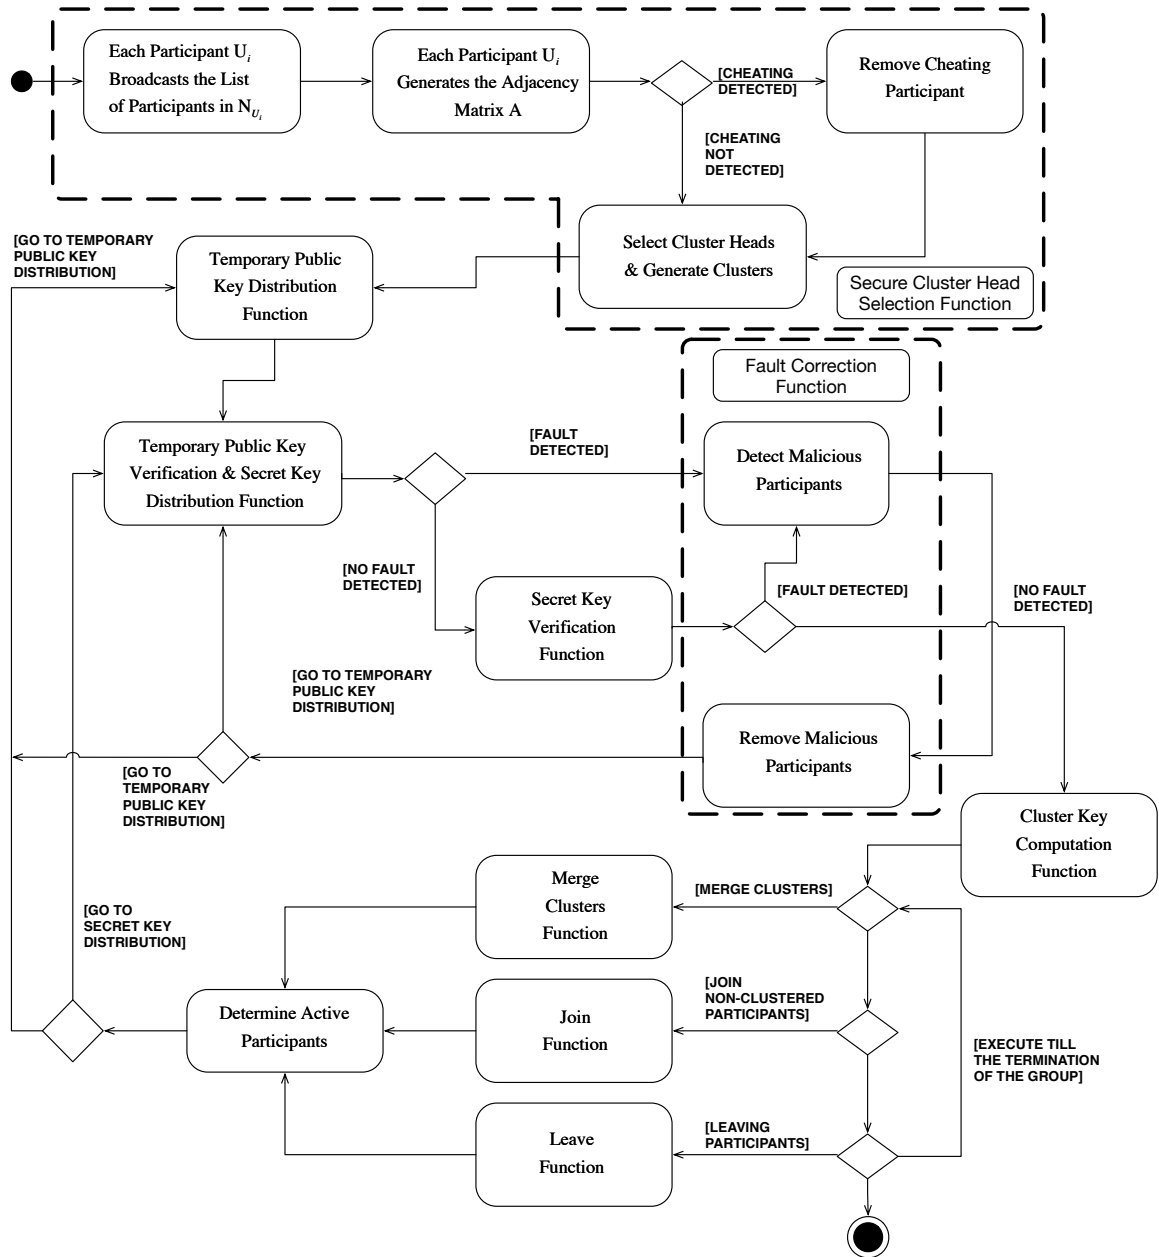 Each Participant Ui
Broadcasts the List
of Participants in NUi
Each Participant Ui
Generates the Adjacency
Matrix A
[CHEATING
DETECTED]
Remove Cheating
Participant
[CHEATING
NOT
DETECTED]
Select Cluster Heads
& Generate Clusters
Secure Cluster Head
Selection Function
[GO TO TEMPORARY
PUBLIC KEY
DISTRIBUTION]
Temporary Public
Key Distribution
Function
Fault Correction
Function
Temporary Public Key
Verification & Secret Key
Distribution Function
[FAULT
DETECTED]
Detect Malicious
Participants
[NO FAULT
DETECTED]
Secret Key
Verification
Function
[FAULT DETECTED]
[NO FAULT
DETECTED]
[GO TO TEMPORARY
PUBLIC KEY
DISTRIBUTION]
Remove Malicious
Participants
[GO TO
TEMPORARY
PUBLIC KEY
DISTRIBUTION]
Cluster Key
Computation
Function
Merge
Clusters
Function
[MERGE CLUSTERS]
[GO TO
SECRET KEY
DISTRIBUTION]
Determine Active
Participants
Join
Function
[JOIN
NON-CLUSTERED
PARTICIPANTS]
[EXECUTE TILL
THE TERMINATION
OF THE GROUP]
Leave
Function
[LEAVING
PARTICIPANTS]